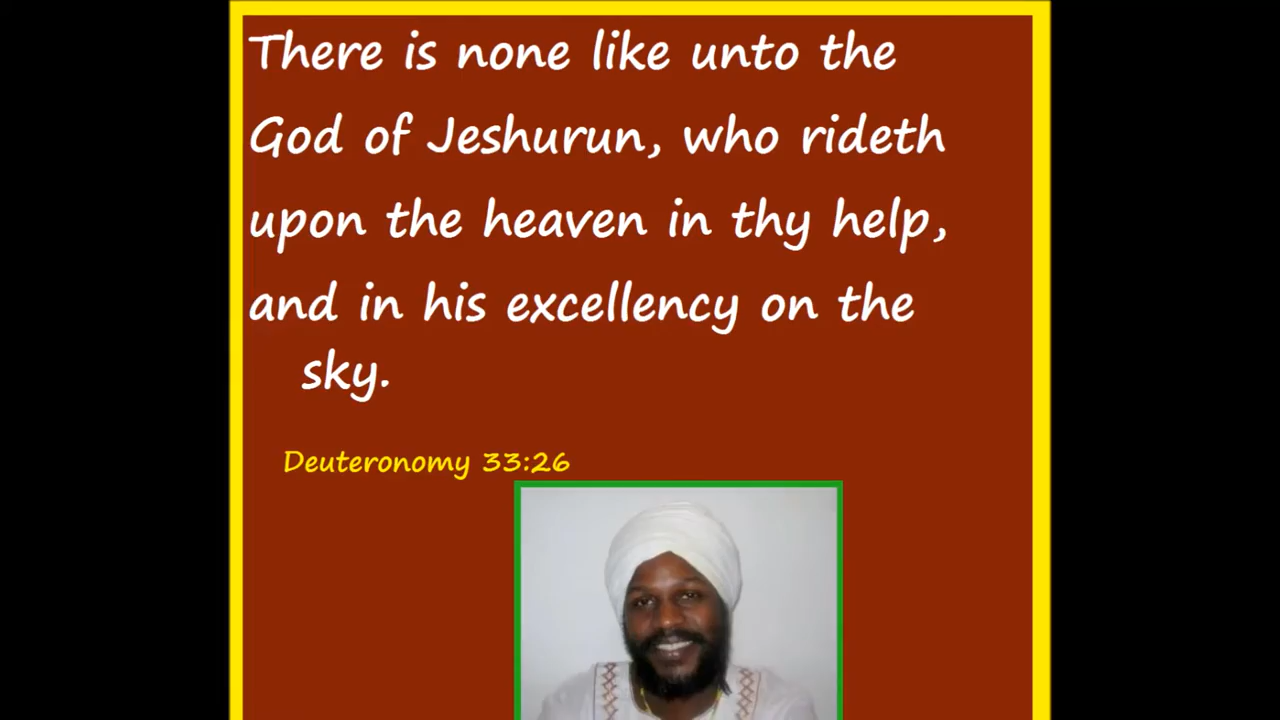 There is none like unto the
God of Jeshurun, who rideth
upon the heaven in thy help,
and in his excellency on the
sky.
Deuteronomy 33:26